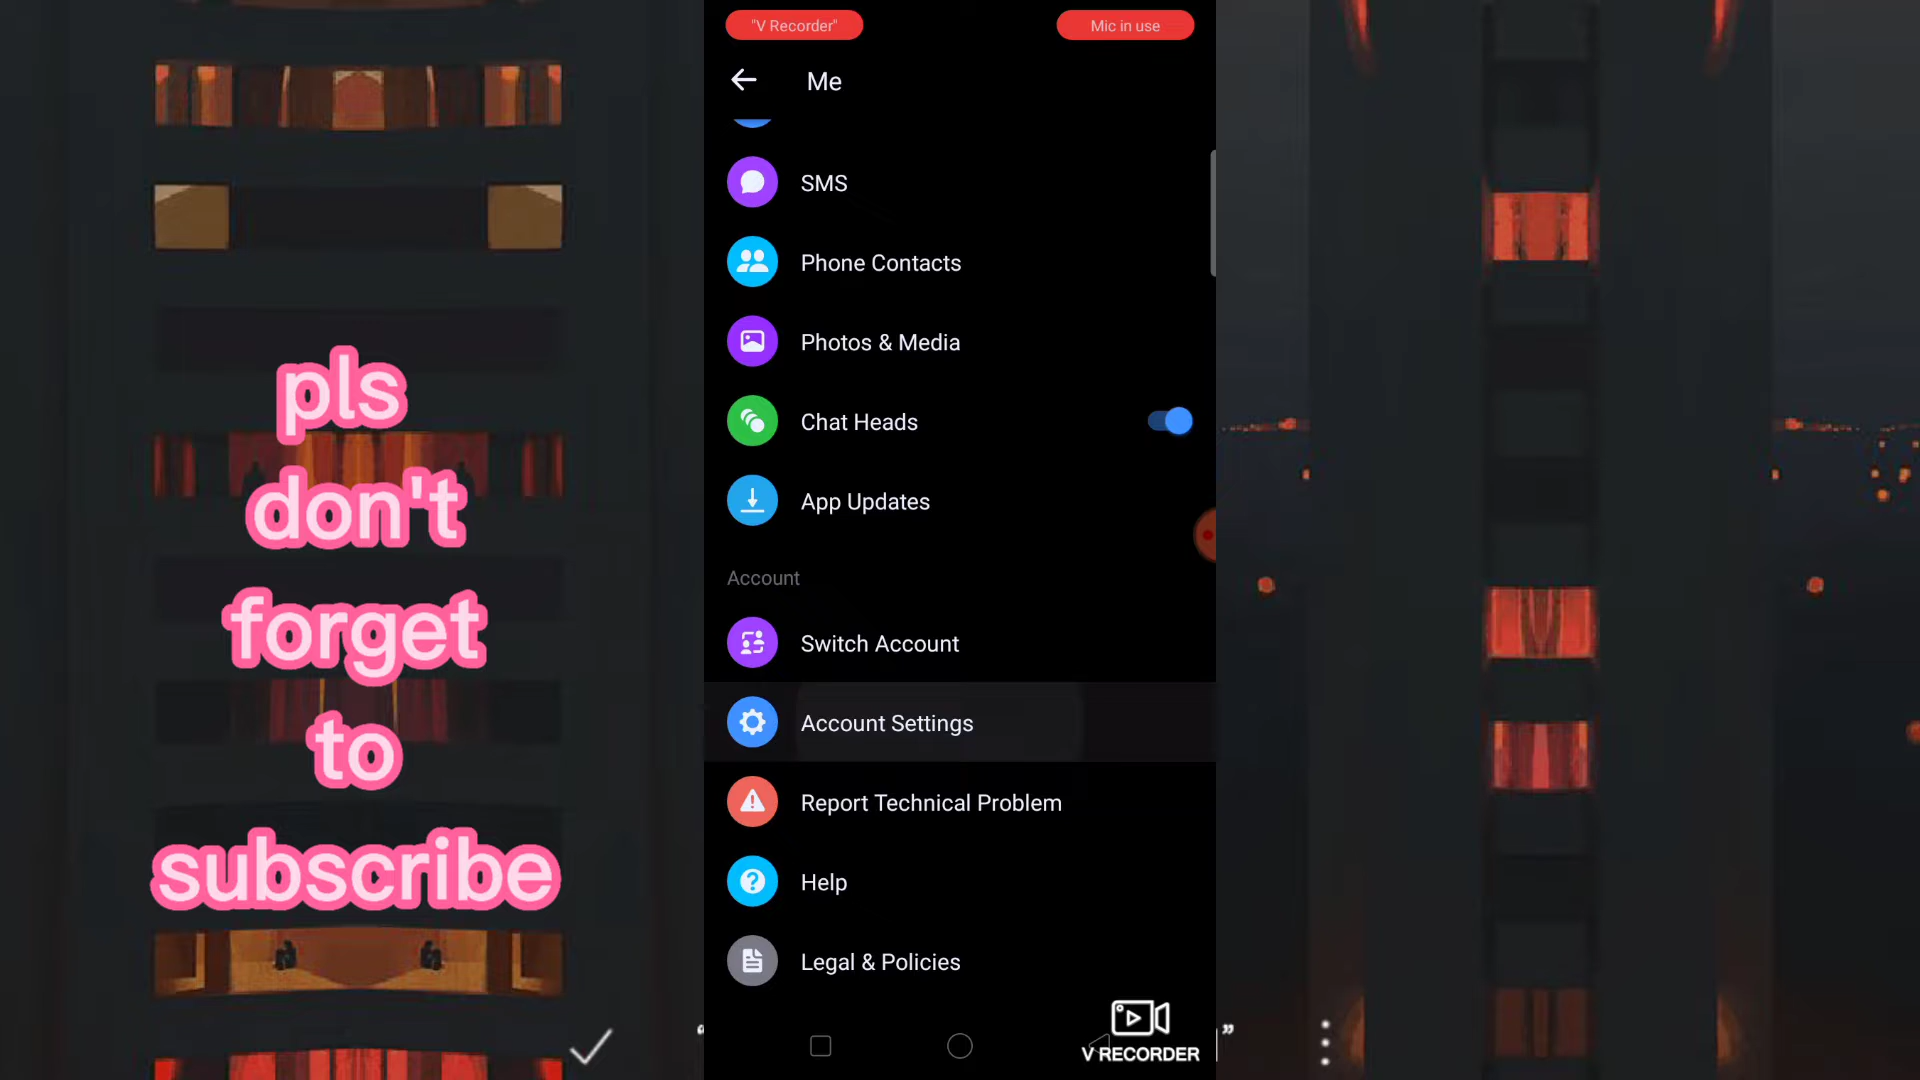 "V Recorder"
Mic in use
Me
SMS
Phone Contacts
Photos & Media
Chat Heads
App Updates
Account
Switch Account
Account Settings
Report Technical Problem
Help
Legal & Policies
V RECORDER
pls
don't
forget
to
subscribe